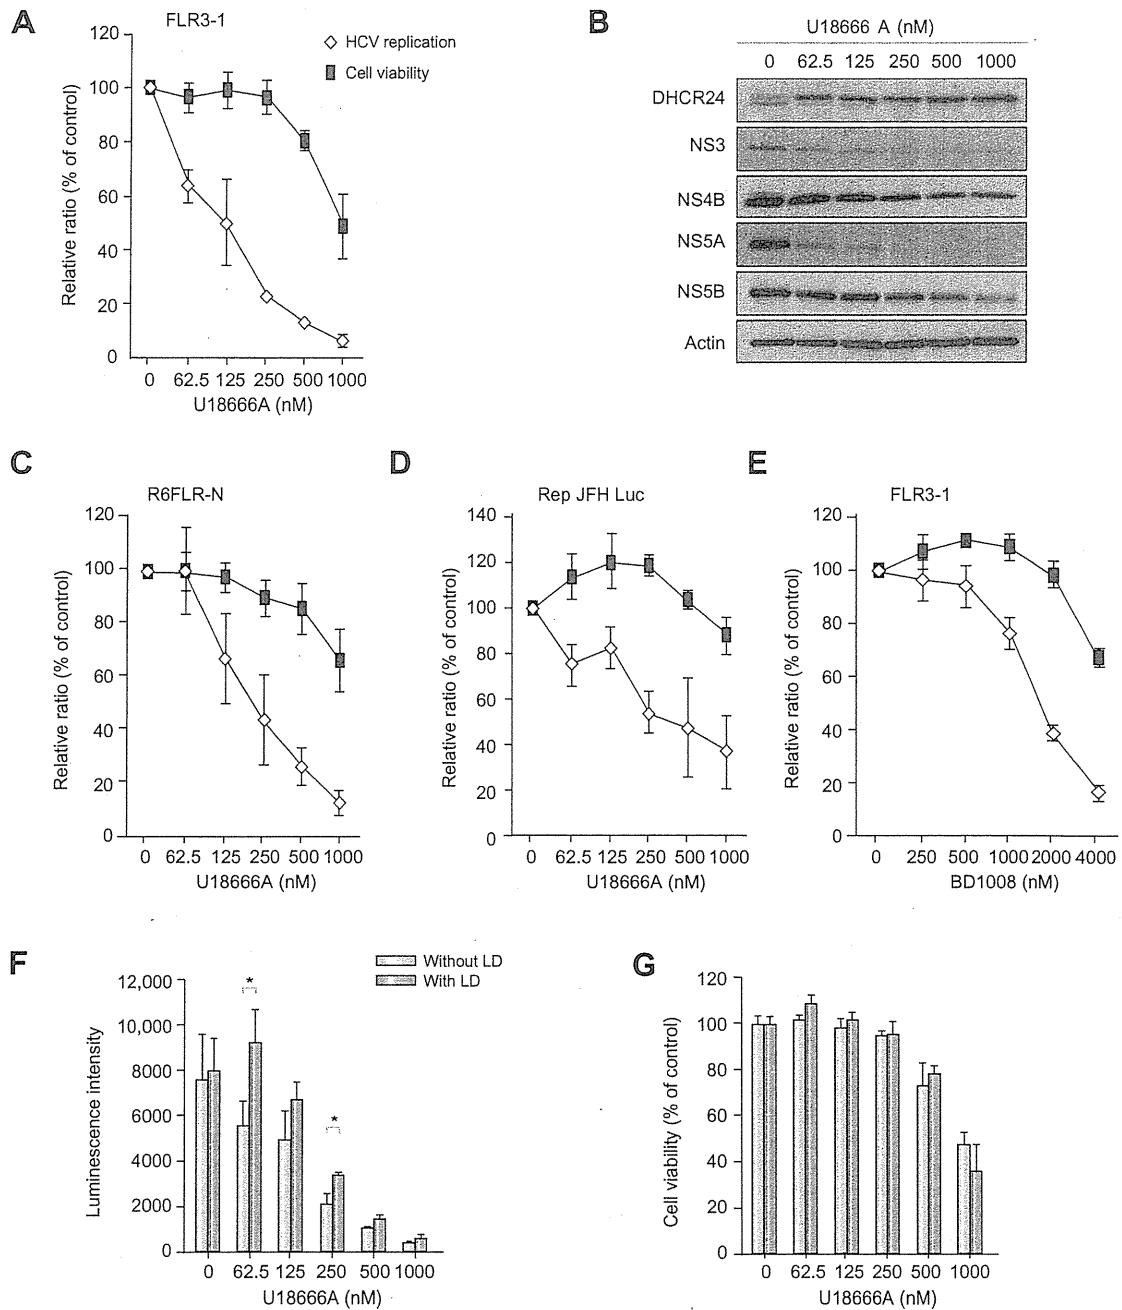 A
FLR3-1
HCV replication
Cell viability
120
100
80
60
40
20
0
Relative ratio (% of control)
0 62.5 125 250 500 1000
U18666A (nM)
B
U18666 A (nM)
0 62.5 125 250 500 1000
DHCR24
NS3
NS4B
NS5A
NS5B
Actin
C
R6FLR-N
120
100
80
60
40
20
0
Relative ratio (% of control)
0 62.5 125 250 500 1000
U18666A (nM)
D
Rep JFH Luc
140
120
100
80
60
40
20
0
Relative ratio (% of control)
0 62.5 125 250 500 1000
U18666A (nM)
E
FLR3-1
120
100
80
60
40
20
0
Relative ratio (% of control)
0 250 500 1000 2000 4000
BD1008 (nM)
F
Without LD
With LD
12,000
10,000
8000
6000
4000
2000
0
Luminescence intensity
*
*
0 62.5 125 250 500 1000
U18666A (nM)
G
120
100
80
60
40
20
0
Cell viability (% of control)
0 62.5 125 250 500 1000
U18666A (nM)